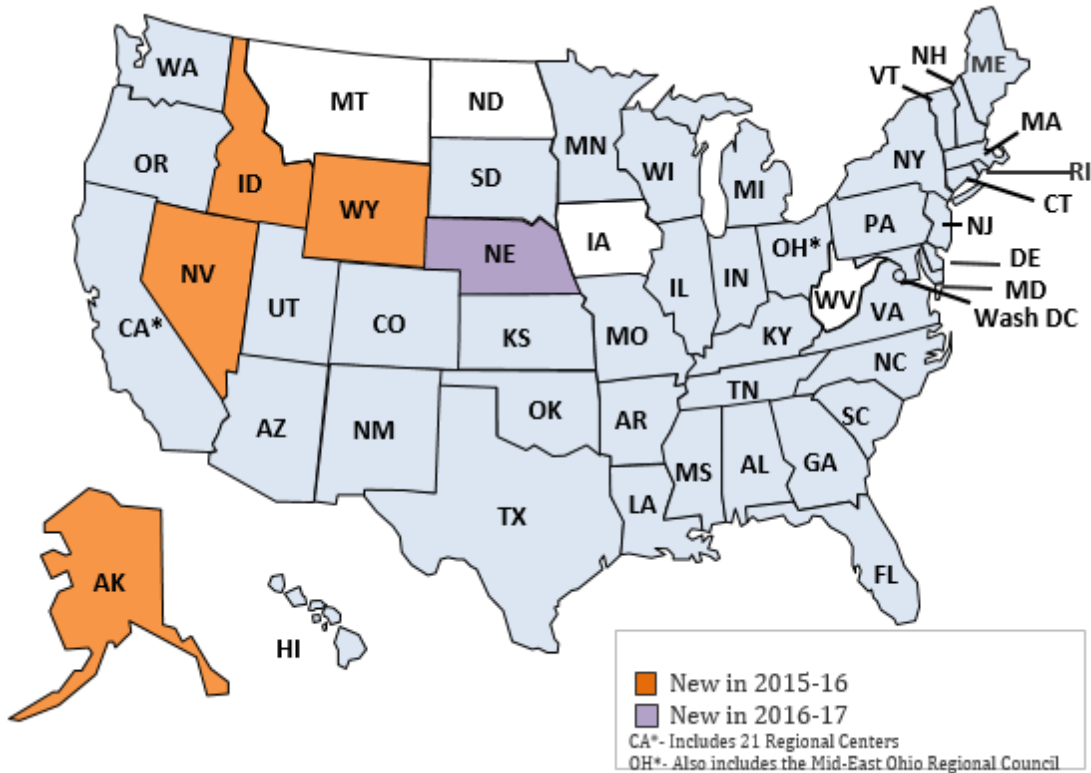 WA
MT
ND
MN
VT
NH
ME
MA
OR
ID
SD
WI
MI
NY
RI
CT
WY
NE
IA
PA
NJ
NV
OH*
DE
UT
CO
IL
IN
WV
MD
CA*
KS
MO
KY
VA
Wash DC
AZ
NM
OK
AR
TN
NC
SC
TX
LA
MS
AL
GA
AK
FL
HI
New in 2015-16
New in 2016-17
CA*- Includes 21 Regional Centers
OH*- Also includes the Mid-East Ohio Regional Council